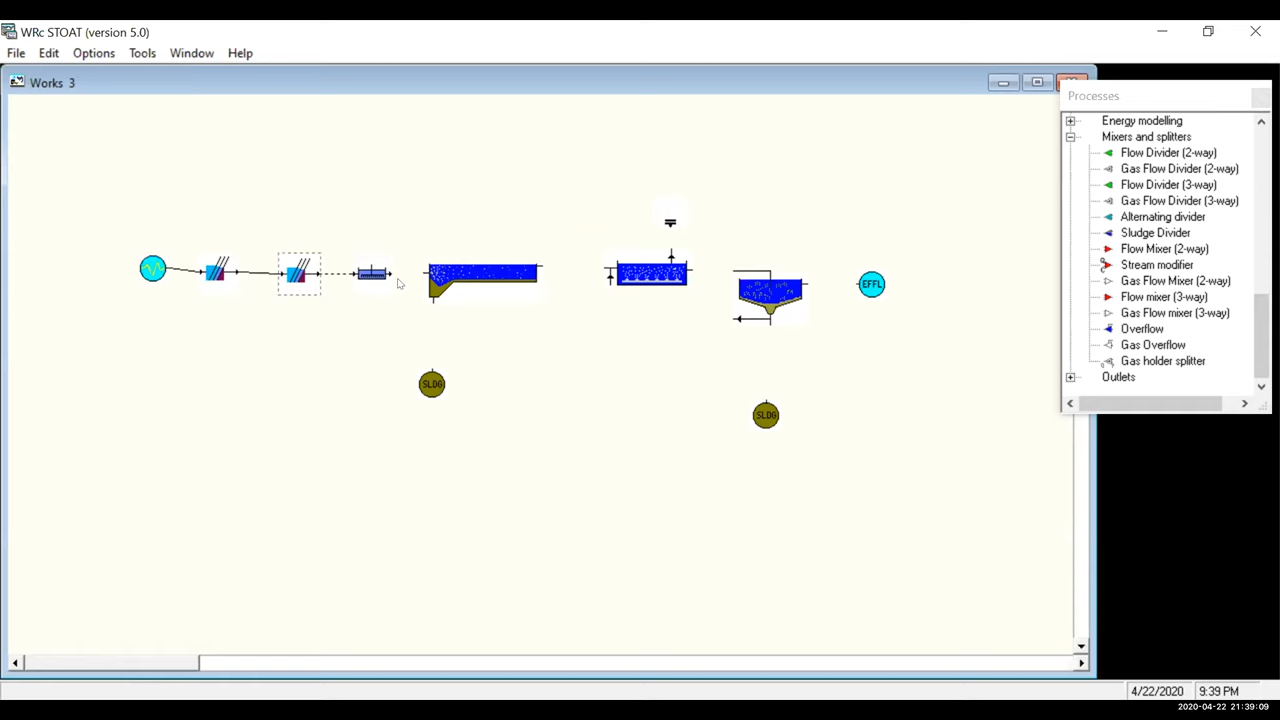 WRc STOAT (version 5.0)
File Edit Options Tools Window Help
Works 3
Processes
Energy modelling
Mixers and splitters
Flow Divider (2-way)
Gas Flow Divider (2-way)
Flow Divider (3-way)
Gas Flow Divider (3-way)
Alternating divider
Sludge Divider
Flow Mixer (2-way)
Stream modifier
Gas Flow Mixer (2-way)
Flow mixer (3-way)
Gas Flow mixer (3-way)
Overflow
Gas Overflow
Gas holder splitter
Outlets
EFFL
SLDG
SLDG
4/22/2020 9:39 PM
2020-04-22 21:39:09